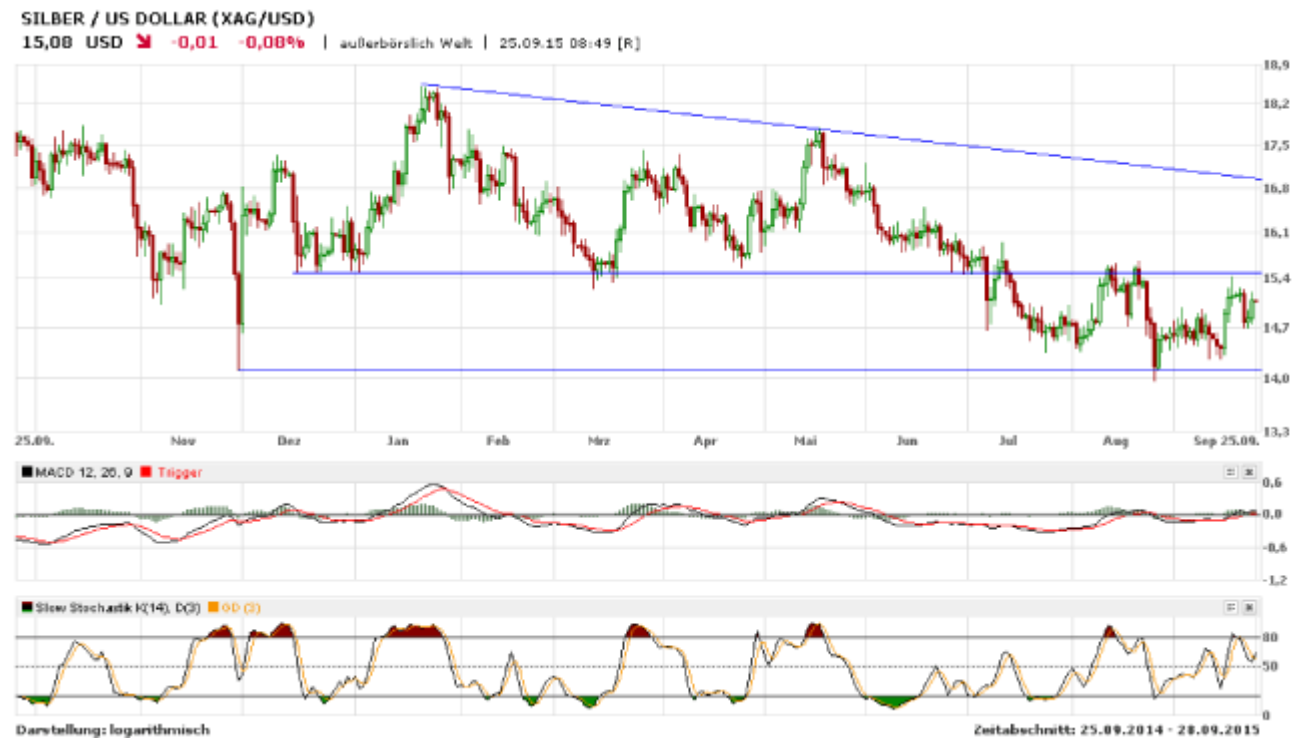 SILBER / US DOLLAR (XAG/USD)
15,08 USD -0,01 -0,08% | außerbörslich Welt | 25.09.15 08:49 [R]
18,9
18,2
17,5
16,8
16,1
15,4
14,7
14,0
13,3
25.09. Nov Dez Jan Feb Mrz Apr Mai Jun Jul Aug Sep 25.09.
MACD 12, 26, 9 Trigger
0,6
0,0
-0,6
-1,2
Slow Stochastik K(14), D(3) GD (3)
80
50
0
Darstellung: logarithmisch Zeitabschnitt: 25.09.2014 - 28.09.2015